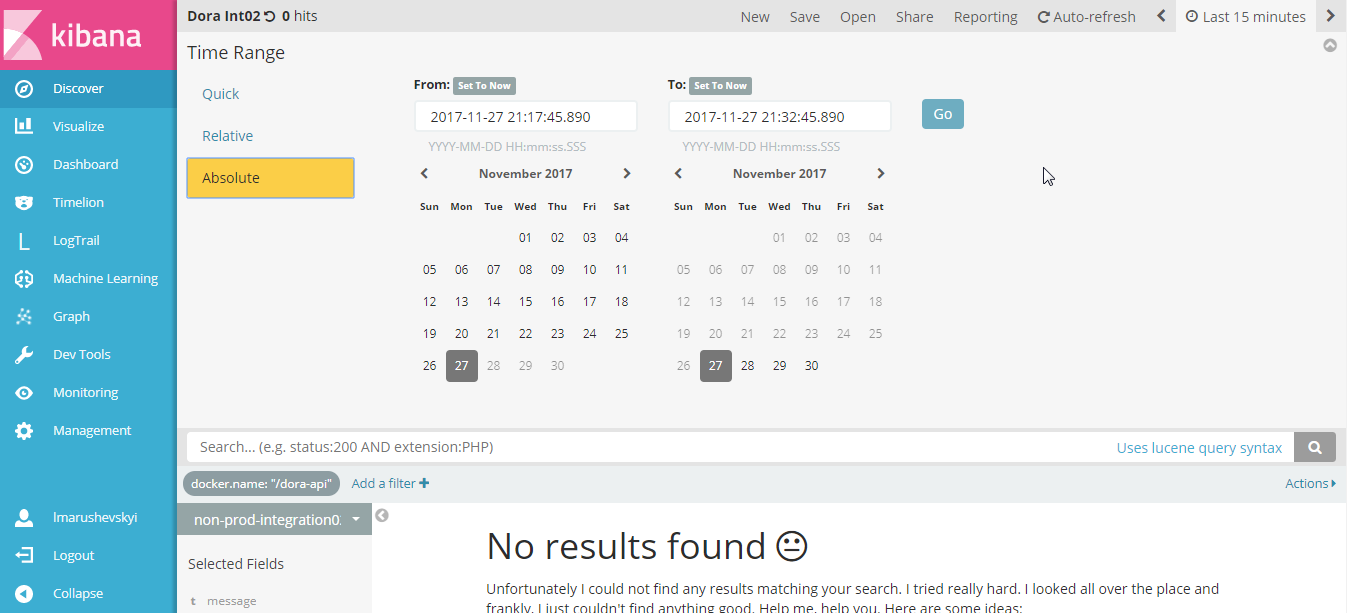 kibana
Discover
Visualize
Dashboard
Timelion
LogTrail
Machine Learning
Graph
Dev Tools
Monitoring
Management
lmarushevskyi
Logout
Collapse
Dora Int02 0 hits
New Save Open Share Reporting Auto-refresh Last 15 minutes
Time Range
Quick
Relative
Absolute
From: Set To Now
2017-11-27 21:17:45.890
YYYY-MM-DD HH:mm:ss.SSS
November 2017
Sun Mon Tue Wed Thu Fri Sat
01 02 03 04
05 06 07 08 09 10 11
12 13 14 15 16 17 18
19 20 21 22 23 24 25
26 27 28 29 30
To: Set To Now
2017-11-27 21:32:45.890
YYYY-MM-DD HH:mm:ss.SSS
November 2017
Sun Mon Tue Wed Thu Fri Sat
01 02 03 04
05 06 07 08 09 10 11
12 13 14 15 16 17 18
19 20 21 22 23 24 25
26 27 28 29 30
Go
Search... (e.g. status:200 AND extension:PHP) Uses lucene query syntax
docker.name: "/dora-api" Add a filter + Actions
non-prod-integration0
Selected Fields
t message
No results found
Unfortunately I could not find any results matching your search. I tried really hard. I looked all over the place and
frankly, I just couldn't find anything good. Help me, help you. Here are some ideas: